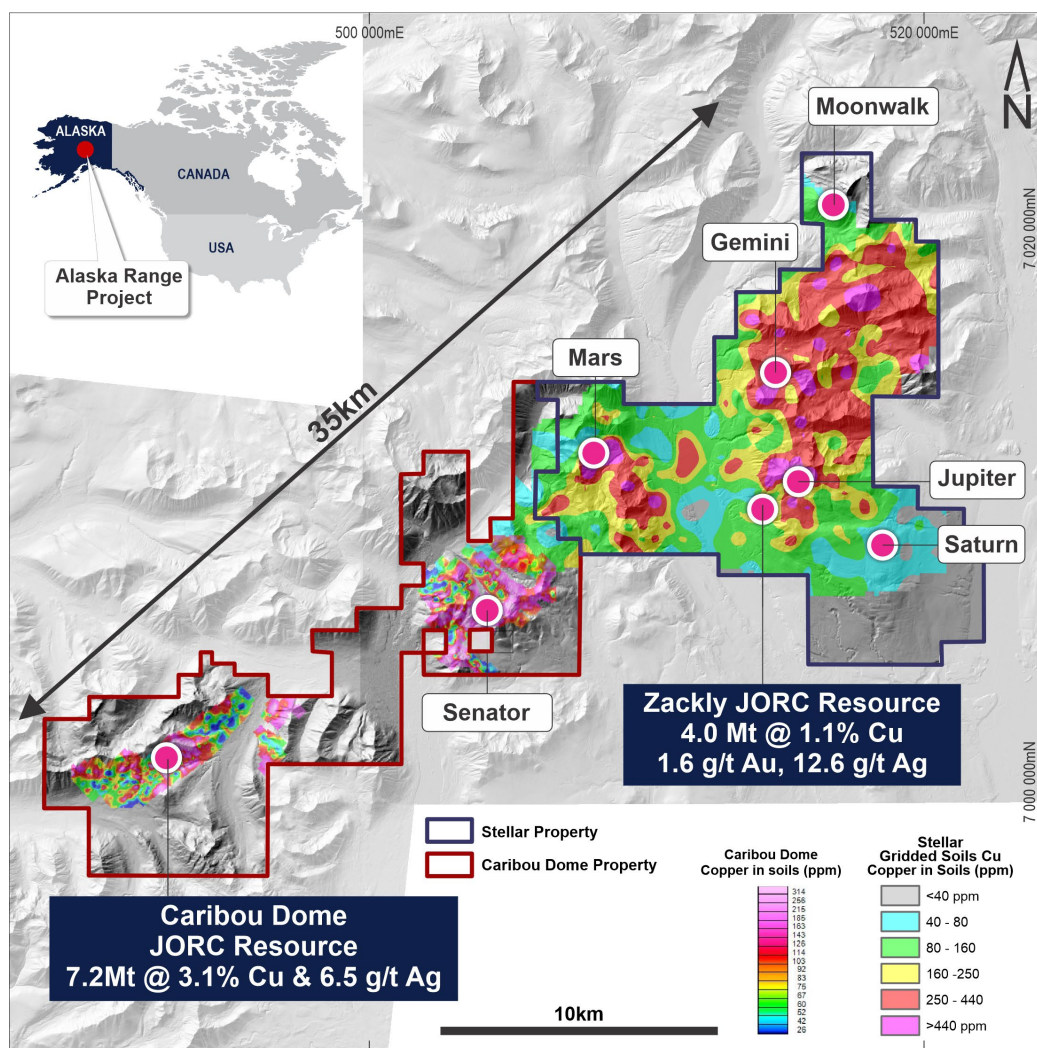 500 000mE
520 000mE
N
ALASKA
CANADA
USA
Alaska Range
Project
35km
Moonwalk
Gemini
Mars
Jupiter
Saturn
Senator
7 020 000mN
7 000 000mN
Zackly JORC Resource
4.0 Mt @ 1.1% Cu
1.6 g/t Au, 12.6 g/t Ag
Caribou Dome
JORC Resource
7.2Mt @ 3.1% Cu & 6.5 g/t Ag
Stellar Property
Caribou Dome Property
10km
Caribou Dome
Copper in soils (ppm)
314
256
215
185
163
143
126
114
103
92
83
75
67
60
52
42
26
Stellar
Gridded Soils Cu
Copper in Soils (ppm)
<40 ppm
40 - 80
80 - 160
160 -250
250 - 440
>440 ppm